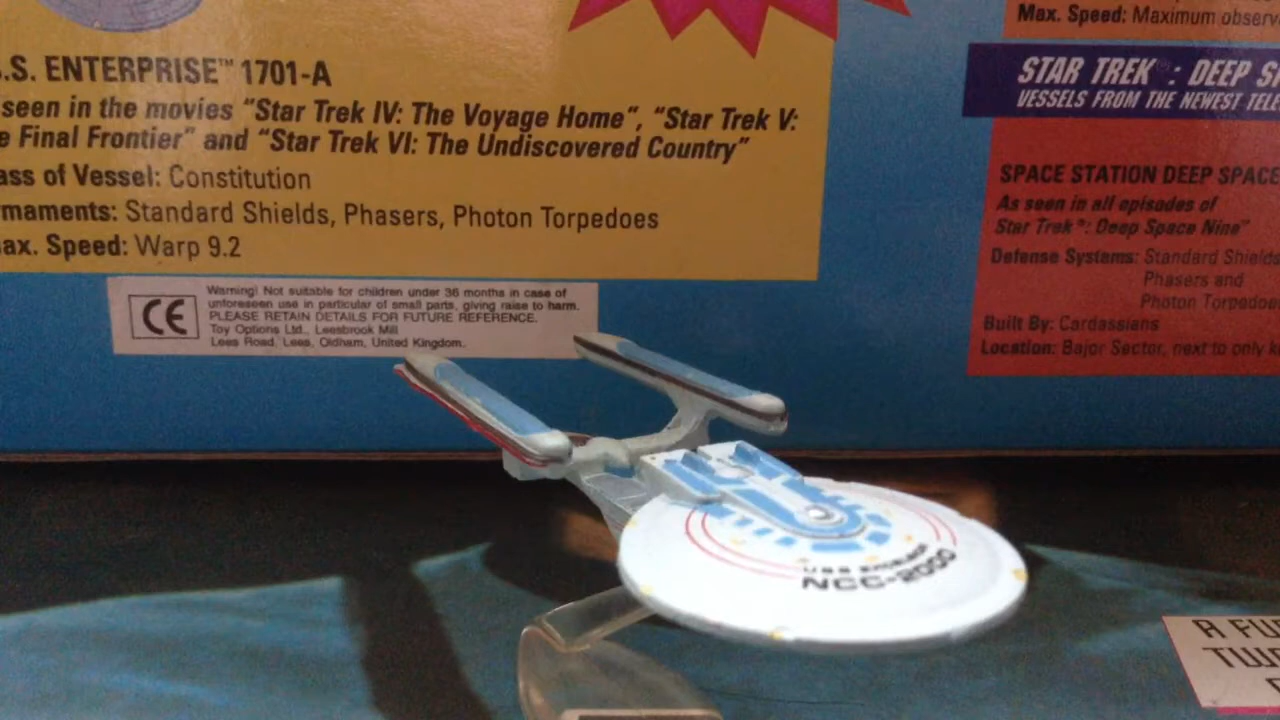 .S. ENTERPRISE™ 1701-A
seen in the movies “Star Trek IV: The Voyage Home”, “Star Trek V:
e Final Frontier” and “Star Trek VI: The Undiscovered Country”
ass of Vessel: Constitution
maments: Standard Shields, Phasers, Photon Torpedoes
ax. Speed: Warp 9.2
CE
Warning! Not suitable for children under 36 months in case of
unforeseen use in particular of small parts, giving raise to harm.
PLEASE RETAIN DETAILS FOR FUTURE REFERENCE.
Toy Options Ltd., Leesbrook Mill
Lees Road, Lees, Oldham, United Kingdom.
Max. Speed: Maximum observ
STAR TREK : DEEP S
VESSELS FROM THE NEWEST TELE
SPACE STATION DEEP SPACE
As seen in all episodes of
Star Trek®: Deep Space Nine™
Defense Systems: Standard Shields
Phasers and
Photon Torpedoe
Built By: Cardassians
Location: Bajor Sector, next to only k
USS EXCELSIOR
NCC-2000
A FU
TWO